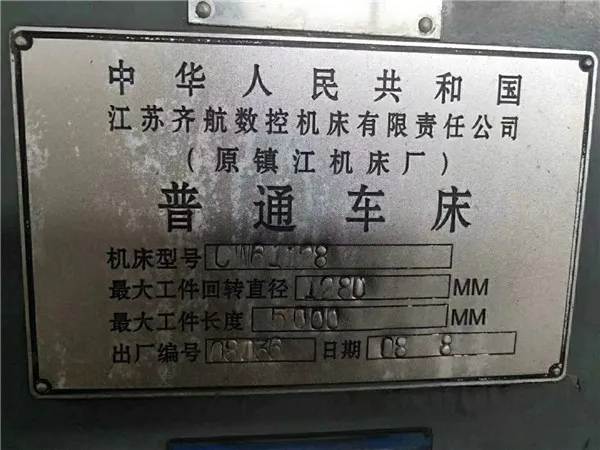 中华人民共和国
江苏齐航数控机床有限责任公司
(原镇江机床厂)
普通车床
机床型号
最大工件回转直径 1280 MM
最大工件长度 5000 MM
出厂编号 08036 日期 08 8